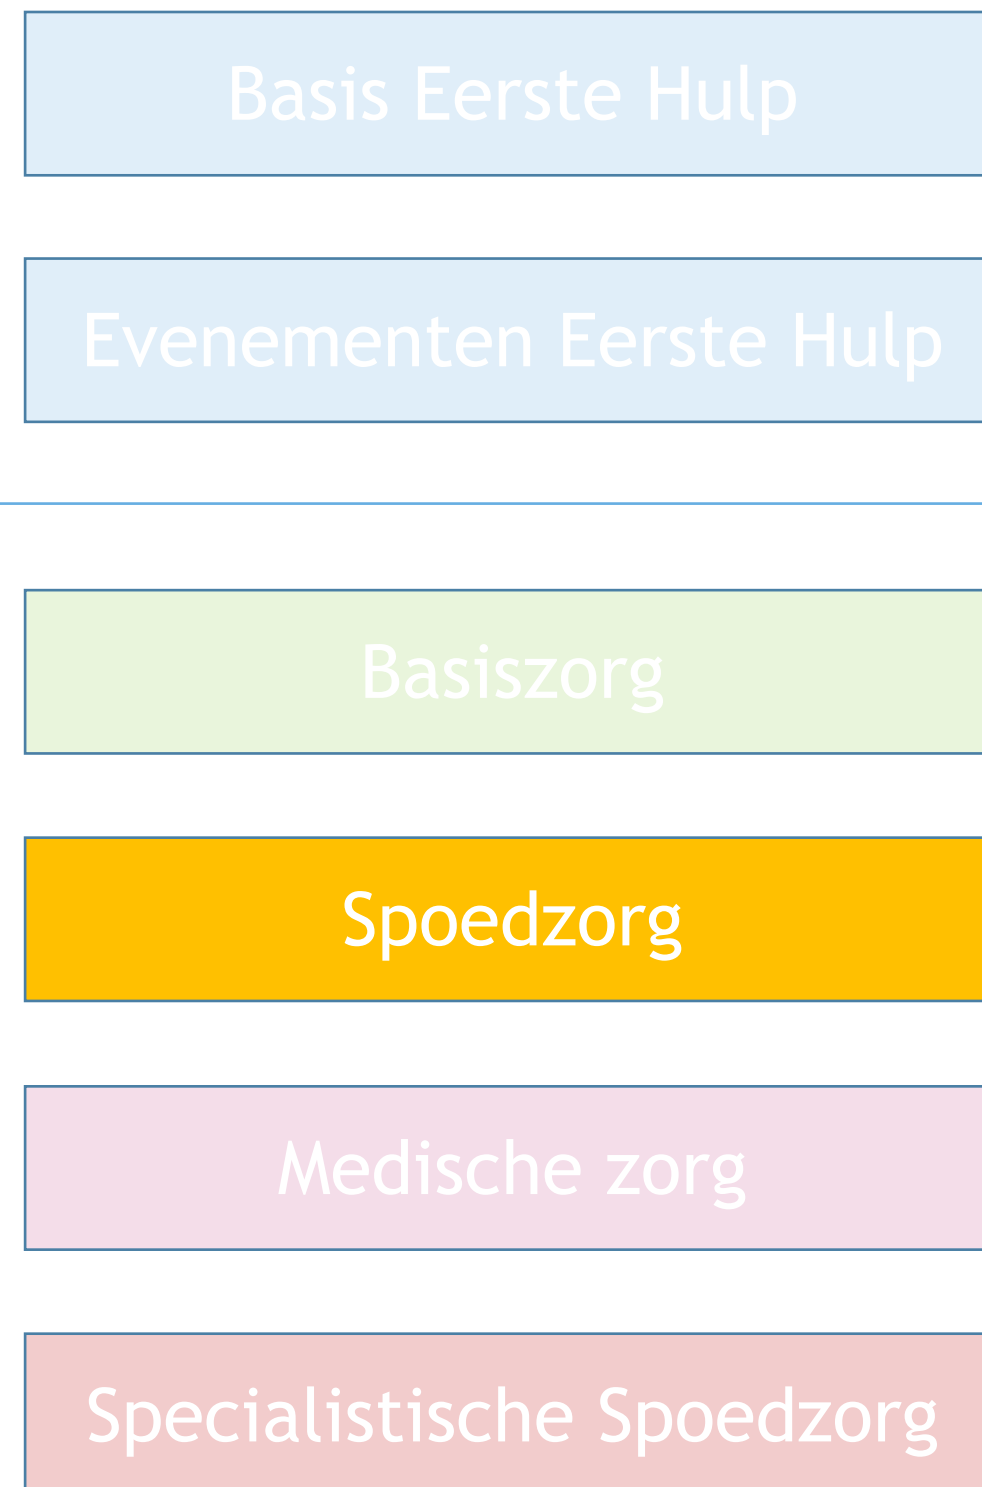 Basis Eerste Hulp
Evenementen Eerste Hulp
Basiszorg
Spoedzorg
Medische zorg
Specialistische Spoedzorg